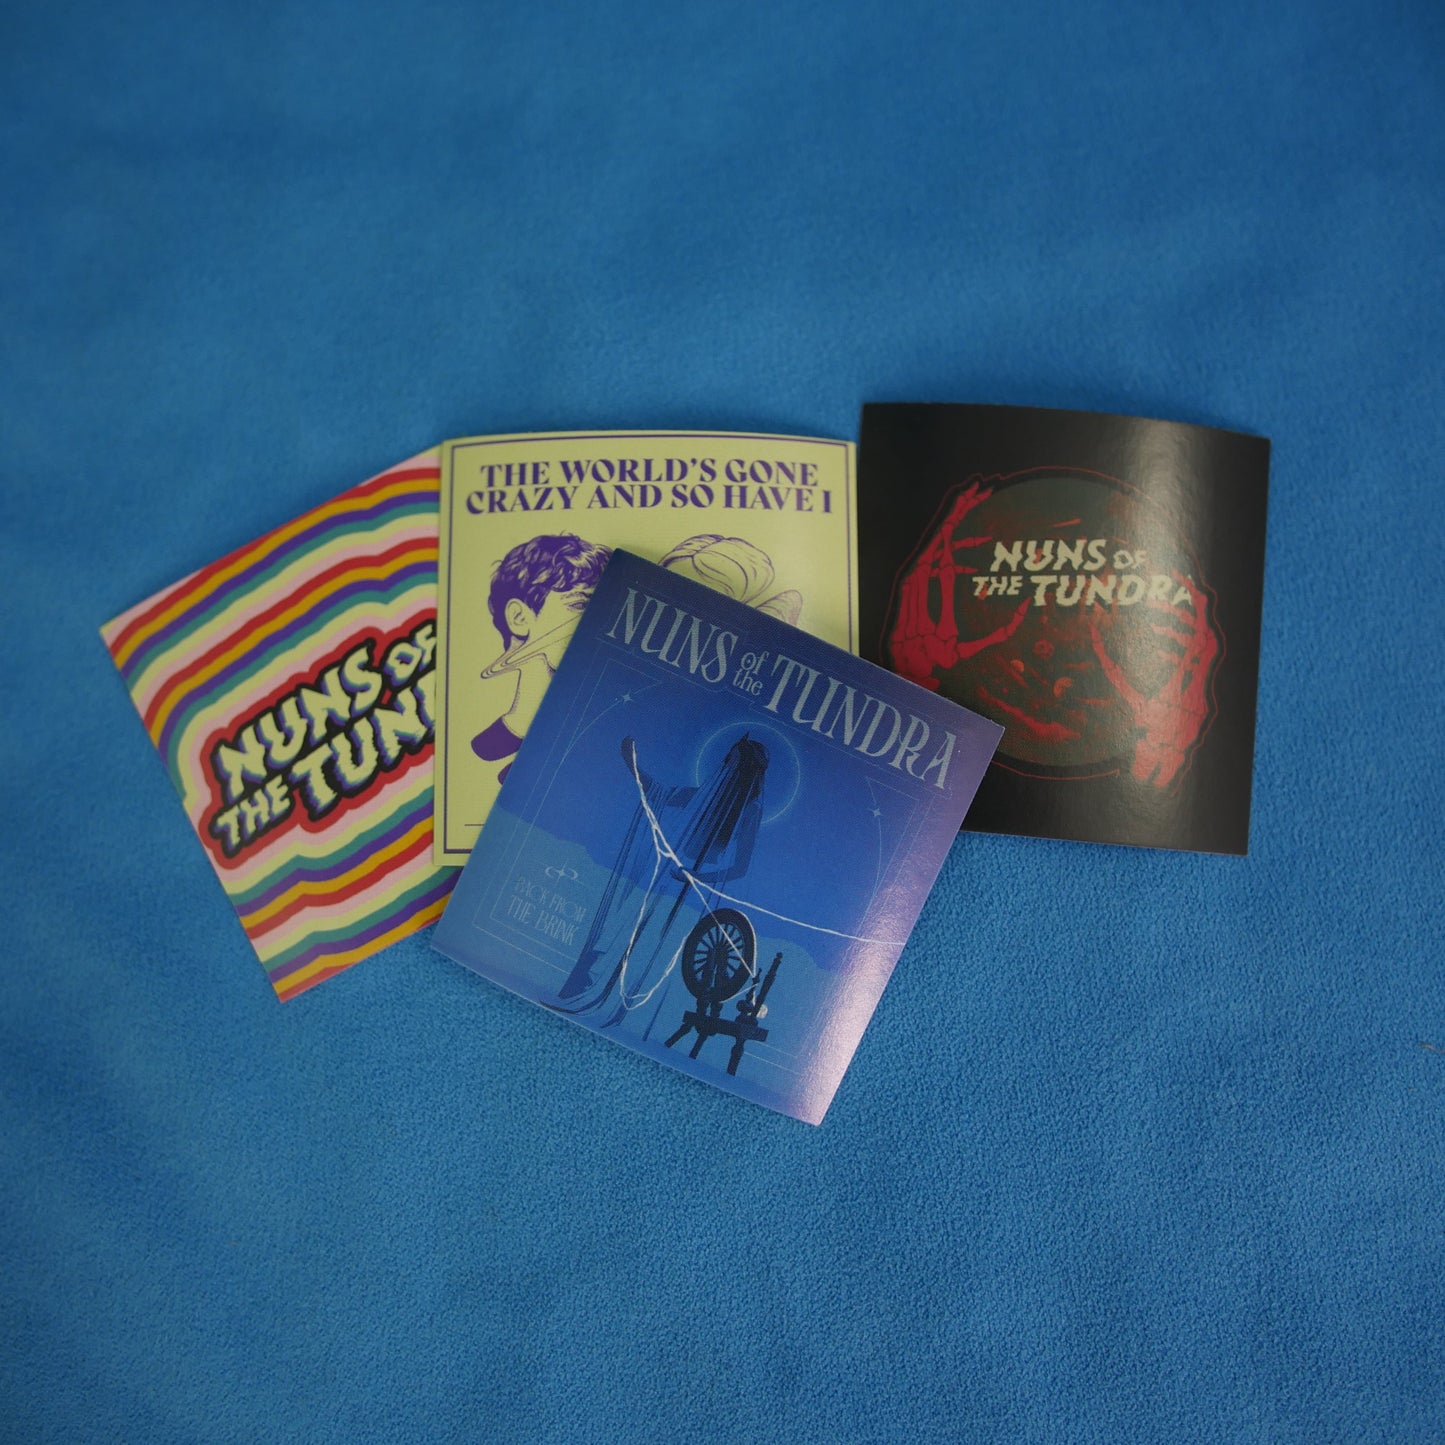 THE WORLD'S GONE
CRAZY AND SO HAVE I
NUNS OF
THE TUNDRA
NUNS OF
THE TUN
NUNS of the TUNDRA
BACK FROM
THE BRINK